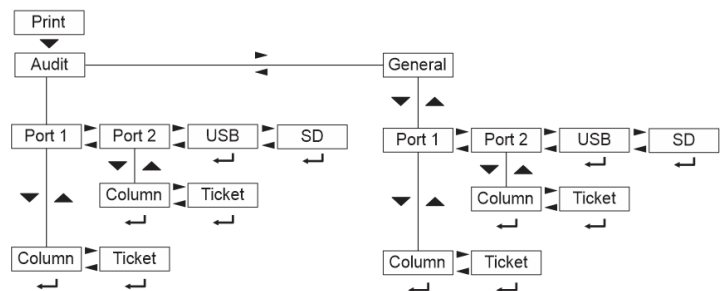 Print
Audit General
Port 1 Port 2 USB SD Port 1 Port 2 USB SD
Column Ticket Column Ticket
Column Ticket Column Ticket